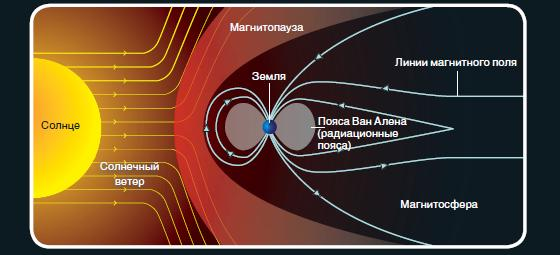 Магнитопауза
Линии магнитного поля
Земля
Солнце
Пояса Ван Алена
(радиационные
пояса)
Солнечный
ветер
Магнитосфера